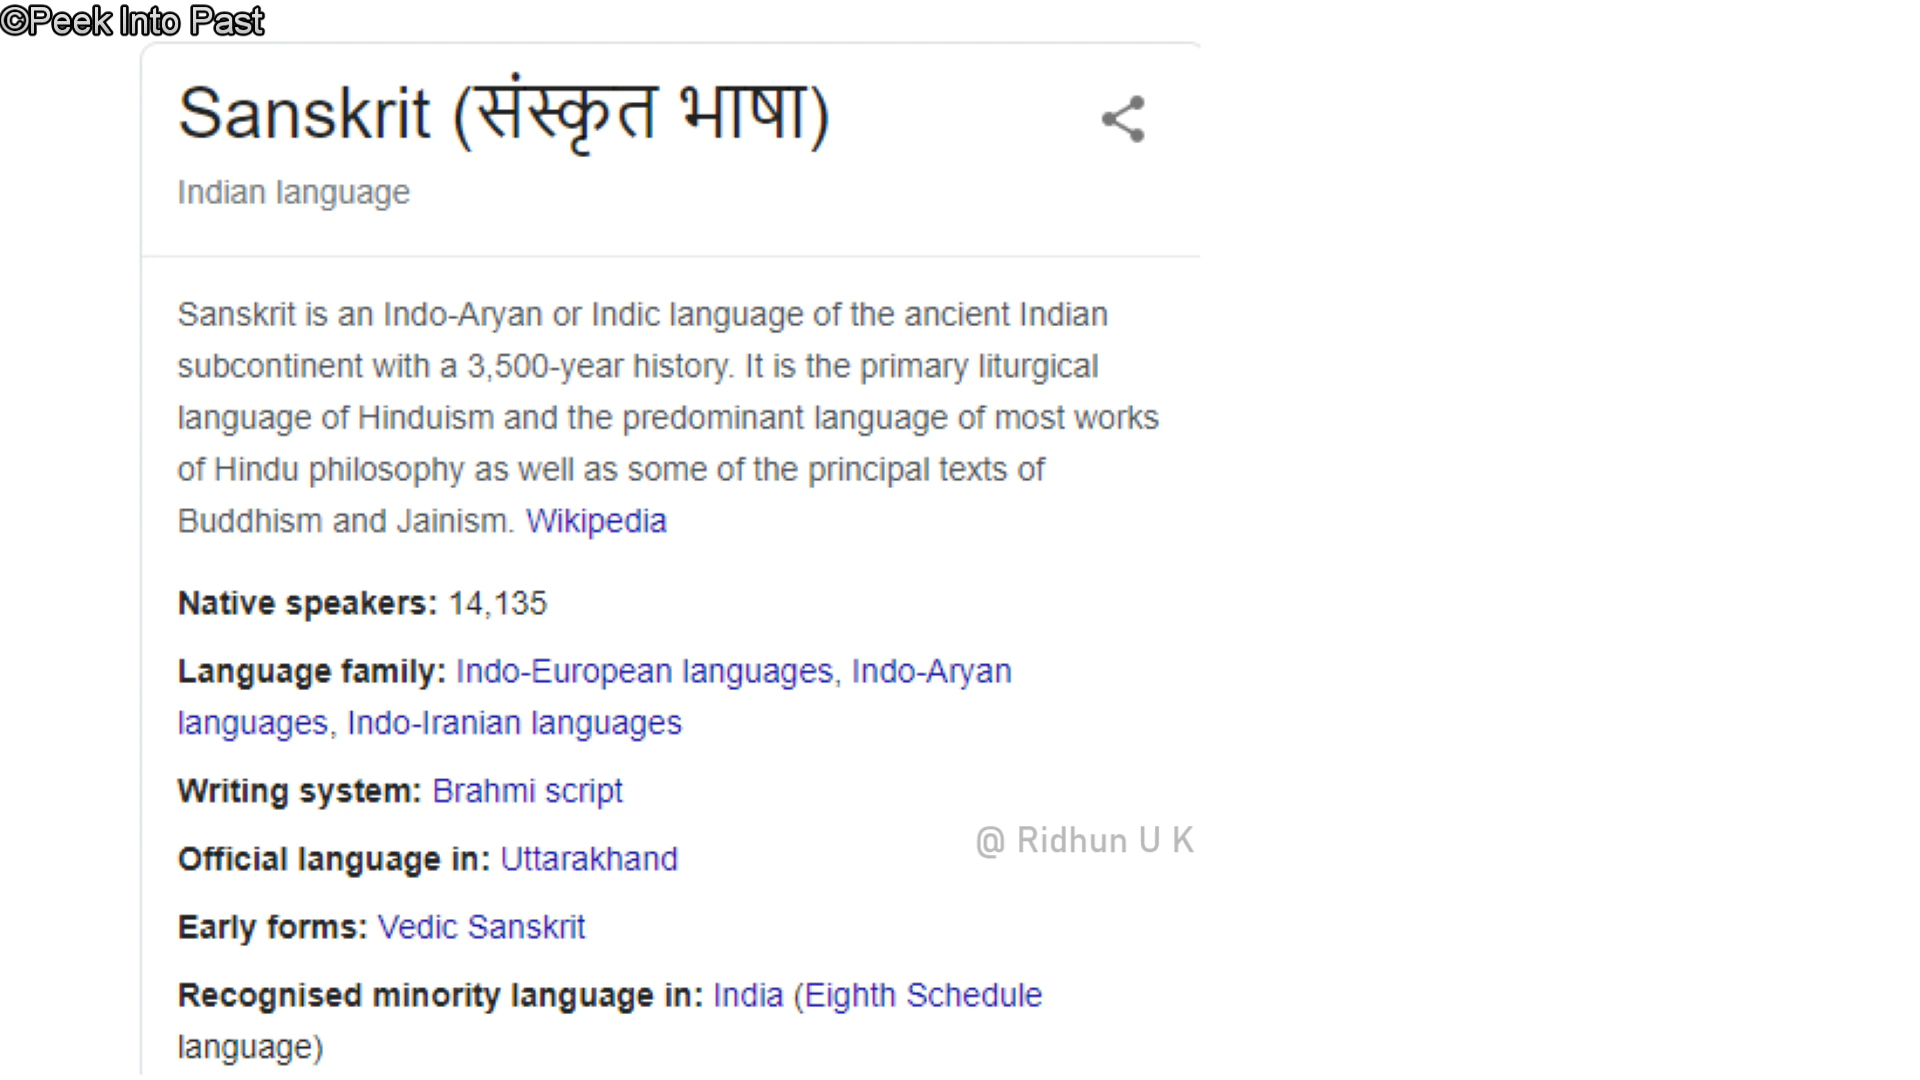 ©Peek Into Past
Sanskrit (संस्कृत भाषा)
Indian language
Sanskrit is an Indo-Aryan or Indic language of the ancient Indian
subcontinent with a 3,500-year history. It is the primary liturgical
language of Hinduism and the predominant language of most works
of Hindu philosophy as well as some of the principal texts of
Buddhism and Jainism. Wikipedia
Native speakers: 14,135
Language family: Indo-European languages, Indo-Aryan
languages, Indo-Iranian languages
Writing system: Brahmi script
@ Ridhun U K
Official language in: Uttarakhand
Early forms: Vedic Sanskrit
Recognised minority language in: India (Eighth Schedule
language)